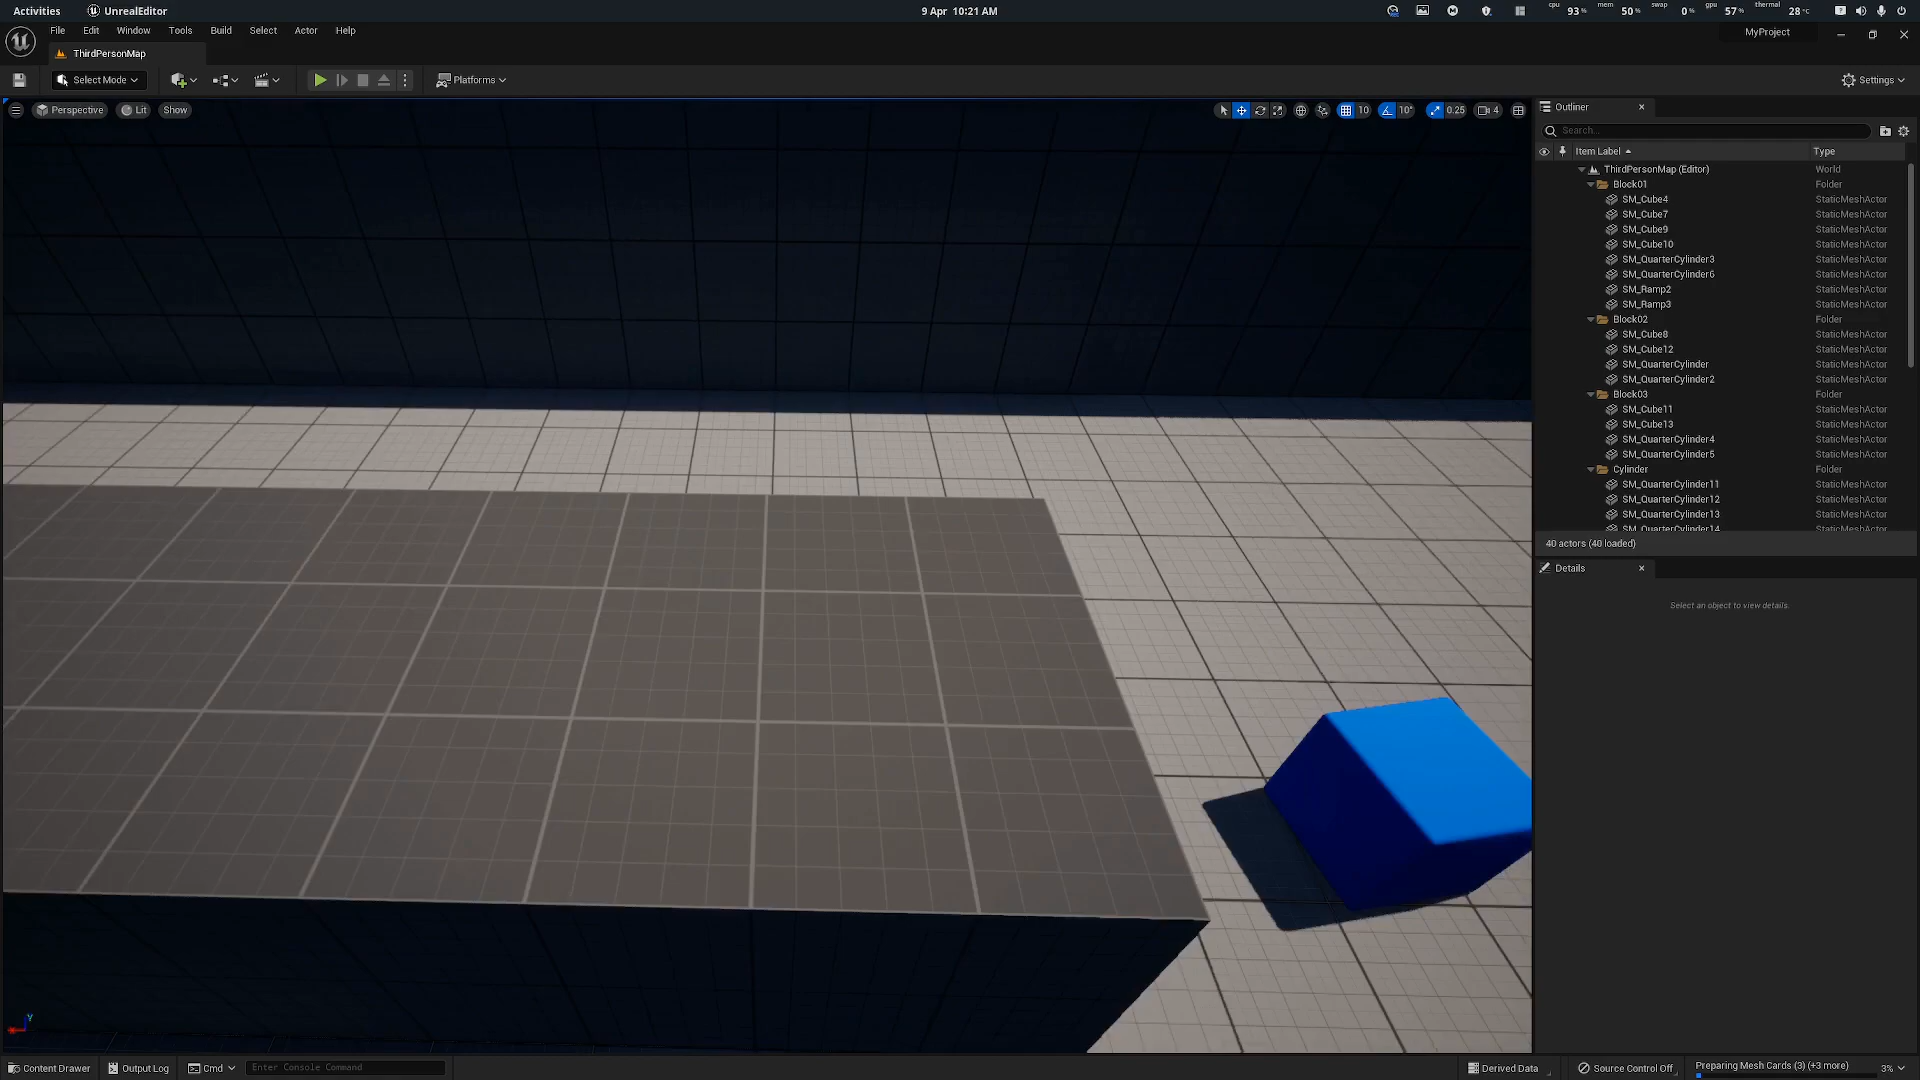 Activities UnrealEditor 9 Apr 10:21 AM cpu 93 % mem 50 % swap 0 % gpu 57 % thermal 28 °C
File Edit Window Tools Build Select Actor Help MyProject
ThirdPersonMap
Select Mode Platforms Settings
Perspective Lit Show 10 10° 0.25 4
Outliner
Search...
Item Label Type
ThirdPersonMap (Editor) World
Block01 Folder
SM_Cube4 StaticMeshActor
SM_Cube7 StaticMeshActor
SM_Cube9 StaticMeshActor
SM_Cube10 StaticMeshActor
SM_QuarterCylinder3 StaticMeshActor
SM_QuarterCylinder6 StaticMeshActor
SM_Ramp2 StaticMeshActor
SM_Ramp3 StaticMeshActor
Block02 Folder
SM_Cube8 StaticMeshActor
SM_Cube12 StaticMeshActor
SM_QuarterCylinder StaticMeshActor
SM_QuarterCylinder2 StaticMeshActor
Block03 Folder
SM_Cube11 StaticMeshActor
SM_Cube13 StaticMeshActor
SM_QuarterCylinder4 StaticMeshActor
SM_QuarterCylinder5 StaticMeshActor
Cylinder Folder
SM_QuarterCylinder11 StaticMeshActor
SM_QuarterCylinder12 StaticMeshActor
SM_QuarterCylinder13 StaticMeshActor
SM_QuarterCylinder14 StaticMeshActor
40 actors (40 loaded)
Details
Select an object to view details.
Y
Content Drawer Output Log Cmd Enter Console Command Derived Data Source Control Off Preparing Mesh Cards (3) (+3 more) 3%